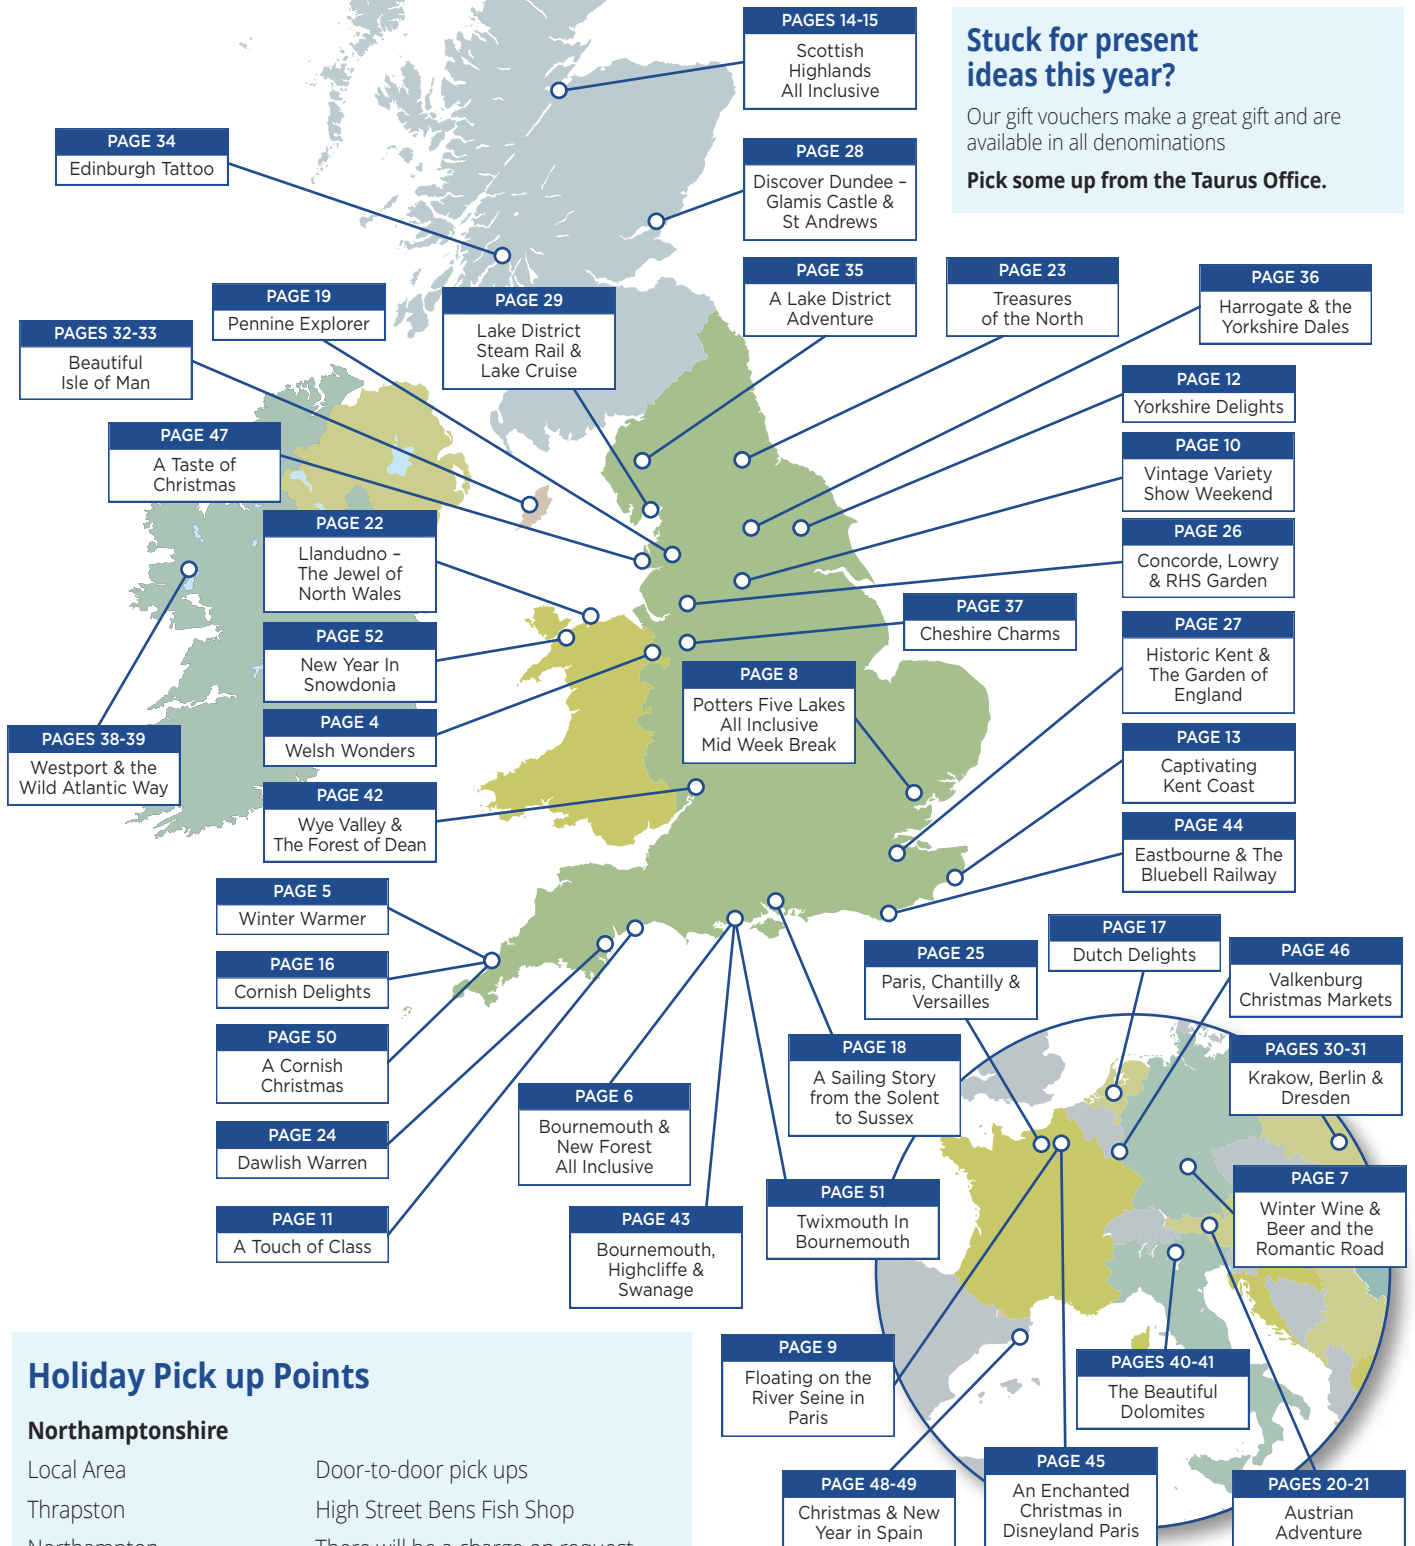 PAGES 14-15
Scottish
Highlands
All Inclusive
Stuck for present
ideas this year?
Our gift vouchers make a great gift and are
available in all denominations
Pick some up from the Taurus Office.
PAGE 34
Edinburgh Tattoo
PAGE 28
Discover Dundee –
Glamis Castle &
St Andrews
PAGE 35
A Lake District
Adventure
PAGE 23
Treasures
of the North
PAGE 36
Harrogate & the
Yorkshire Dales
PAGE 19
Pennine Explorer
PAGE 29
Lake District
Steam Rail &
Lake Cruise
PAGES 32-33
Beautiful
Isle of Man
PAGE 12
Yorkshire Delights
PAGE 47
A Taste of
Christmas
PAGE 10
Vintage Variety
Show Weekend
PAGE 22
Llandudno –
The Jewel of
North Wales
PAGE 26
Concorde, Lowry
& RHS Garden
PAGE 37
Cheshire Charms
PAGE 52
New Year In
Snowdonia
PAGE 27
Historic Kent &
The Garden of
England
PAGE 8
Potters Five Lakes
All Inclusive
Mid Week Break
PAGE 4
Welsh Wonders
PAGES 38-39
Westport & the
Wild Atlantic Way
PAGE 13
Captivating
Kent Coast
PAGE 42
Wye Valley &
The Forest of Dean
PAGE 44
Eastbourne & The
Bluebell Railway
PAGE 5
Winter Warmer
PAGE 16
Cornish Delights
PAGE 50
A Cornish
Christmas
PAGE 24
Dawlish Warren
PAGE 11
A Touch of Class
PAGE 25
Paris, Chantilly &
Versailles
PAGE 17
Dutch Delights
PAGE 46
Valkenburg
Christmas Markets
PAGE 18
A Sailing Story
from the Solent
to Sussex
PAGES 30-31
Krakow, Berlin &
Dresden
PAGE 6
Bournemouth &
New Forest
All Inclusive
PAGE 51
Twixmouth In
Bournemouth
PAGE 7
Winter Wine &
Beer and the
Romantic Road
PAGE 43
Bournemouth,
Highcliffe &
Swanage
PAGE 9
Floating on the
River Seine in
Paris
PAGES 40-41
The Beautiful
Dolomites
PAGE 48-49
Christmas & New
Year in Spain
PAGE 45
An Enchanted
Christmas in
Disneyland Paris
PAGES 20-21
Austrian
Adventure
Holiday Pick up Points
Northamptonshire
Local Area Door-to-door pick ups
Thrapston High Street Bens Fish Shop
Northampton There will be a charge on request